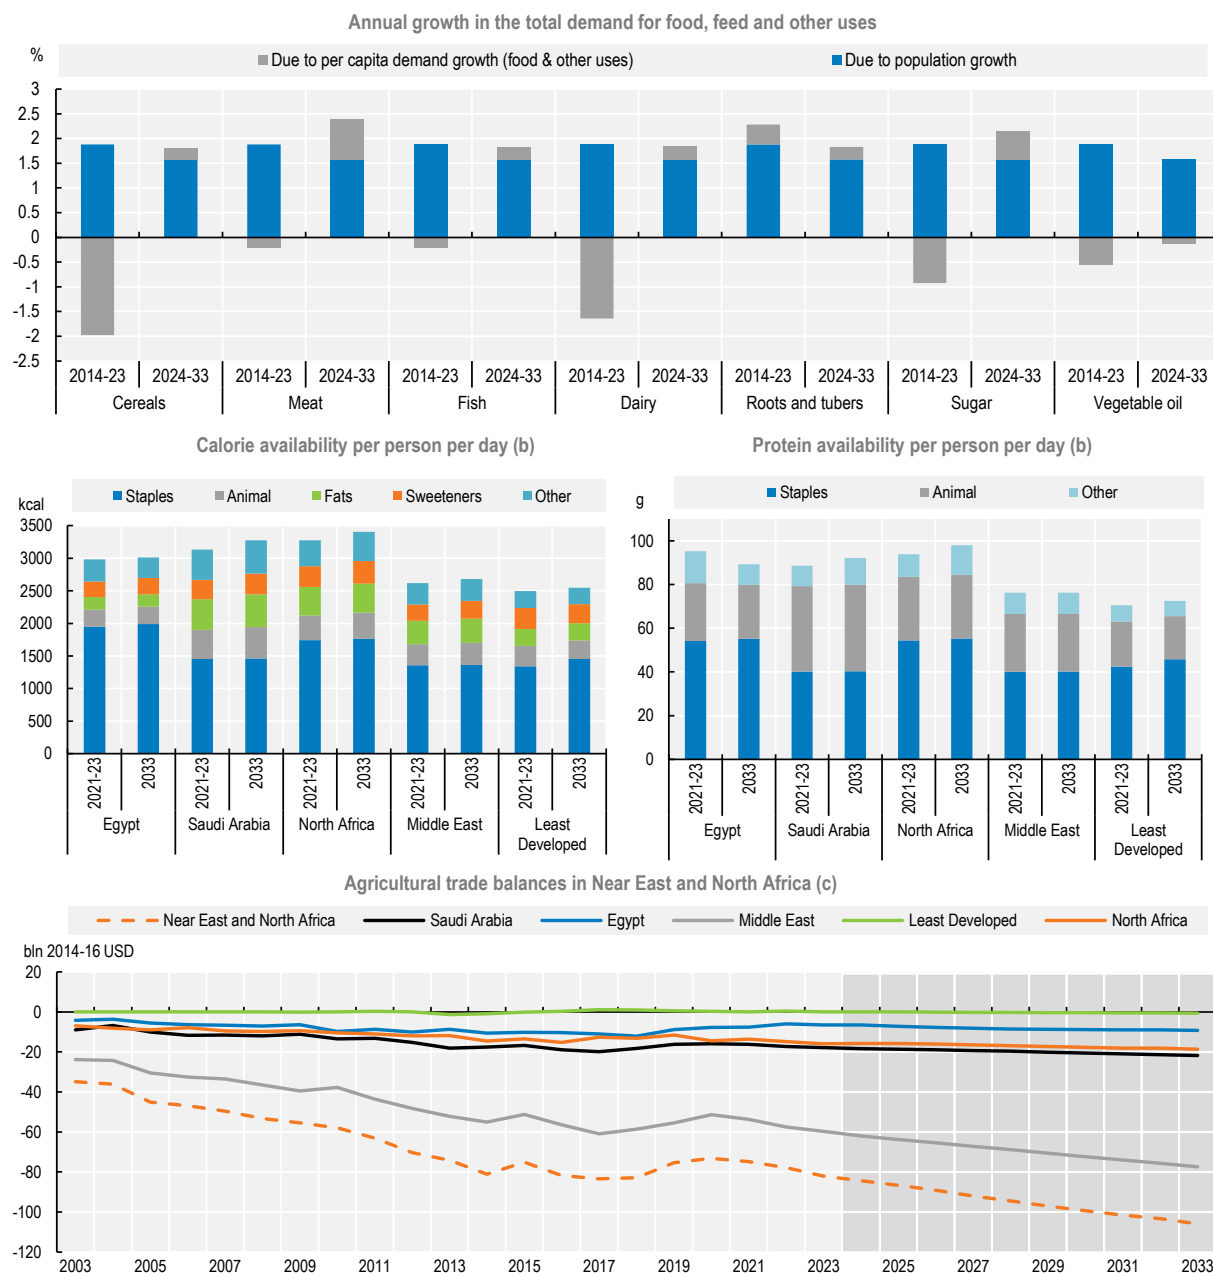 Annual growth in the total demand for food, feed and other uses
%
Due to per capita demand growth (food & other uses) Due to population growth
3
2.5
2
1.5
1
0.5
0
-0.5
-1
-1.5
-2
-2.5
2014-23 2024-33 2014-23 2024-33 2014-23 2024-33 2014-23 2024-33 2014-23 2024-33 2014-23 2024-33 2014-23 2024-33
Cereals Meat Fish Dairy Roots and tubers Sugar Vegetable oil
Calorie availability per person per day (b)
kcal
Staples Animal Fats Sweeteners Other
3500
3000
2500
2000
1500
1000
500
0
2021-23 2033 2021-23 2033 2021-23 2033 2021-23 2033 2021-23 2033
Egypt Saudi Arabia North Africa Middle East Least
Developed
Protein availability per person per day (b)
g
Staples Animal Other
100
80
60
40
20
0
2021-23 2033 2021-23 2033 2021-23 2033 2021-23 2033 2021-23 2033
Egypt Saudi Arabia North Africa Middle East Least
Developed
Agricultural trade balances in Near East and North Africa (c)
Near East and North Africa Saudi Arabia Egypt Middle East Least Developed North Africa
bln 2014-16 USD
20
0
-20
-40
-60
-80
-100
-120
2003 2005 2007 2009 2011 2013 2015 2017 2019 2021 2023 2025 2027 2029 2031 2033